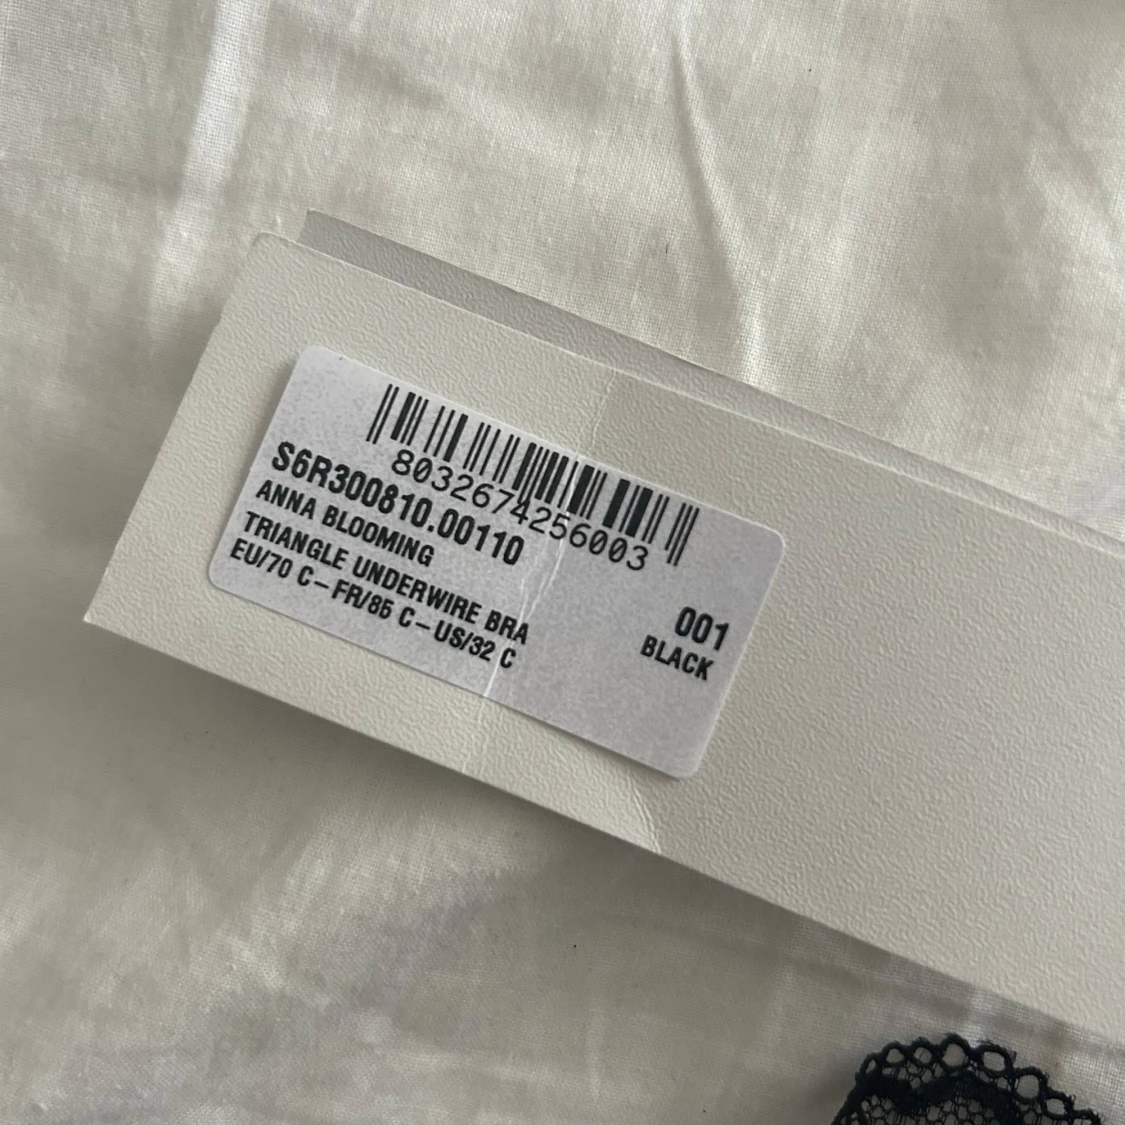 8032674256003
S6R300810.00110
ANNA BLOOMING
TRIANGLE UNDERWIRE BRA
EU/70 C – FR/85 C – US/32 C
001
BLACK